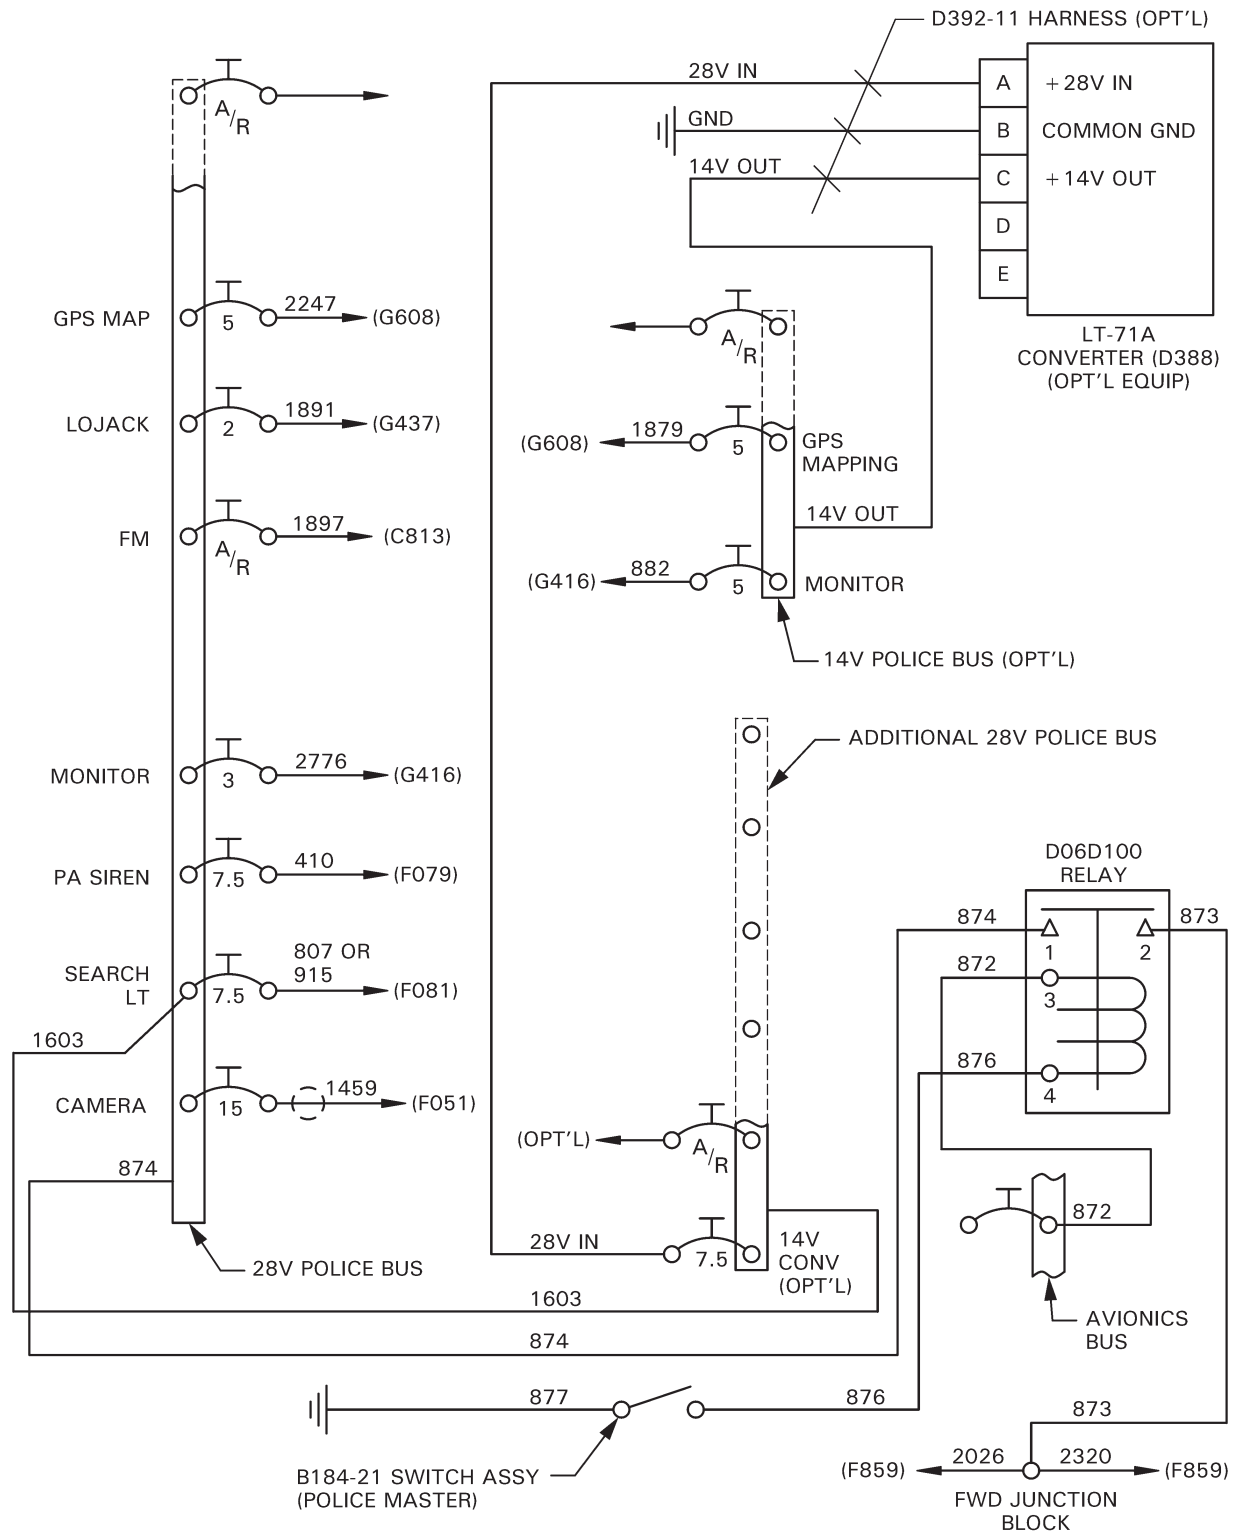 D392-11 HARNESS (OPT'L)
28V IN
A
+28V IN
GND
B
COMMON GND
14V OUT
C
+14V OUT
D
E
LT-71A
CONVERTER (D388)
(OPT'L EQUIP)
A/R
GPS MAP
5
2247
(G608)
LOJACK
2
1891
(G437)
FM
A/R
1897
(C813)
MONITOR
3
2776
(G416)
PA SIREN
7.5
410
(F079)
SEARCH
LT
7.5
807 OR
915
(F081)
1603
CAMERA
15
1459
(F051)
874
28V POLICE BUS
A/R
(G608)
1879
5
GPS
MAPPING
14V OUT
(G416)
882
5
MONITOR
14V POLICE BUS (OPT'L)
ADDITIONAL 28V POLICE BUS
(OPT'L)
A/R
28V IN
7.5
14V
CONV
(OPT'L)
1603
874
D06D100
RELAY
874
1
2
873
872
3
876
4
872
AVIONICS
BUS
877
876
B184-21 SWITCH ASSY
(POLICE MASTER)
873
(F859)
2026
2320
(F859)
FWD JUNCTION
BLOCK